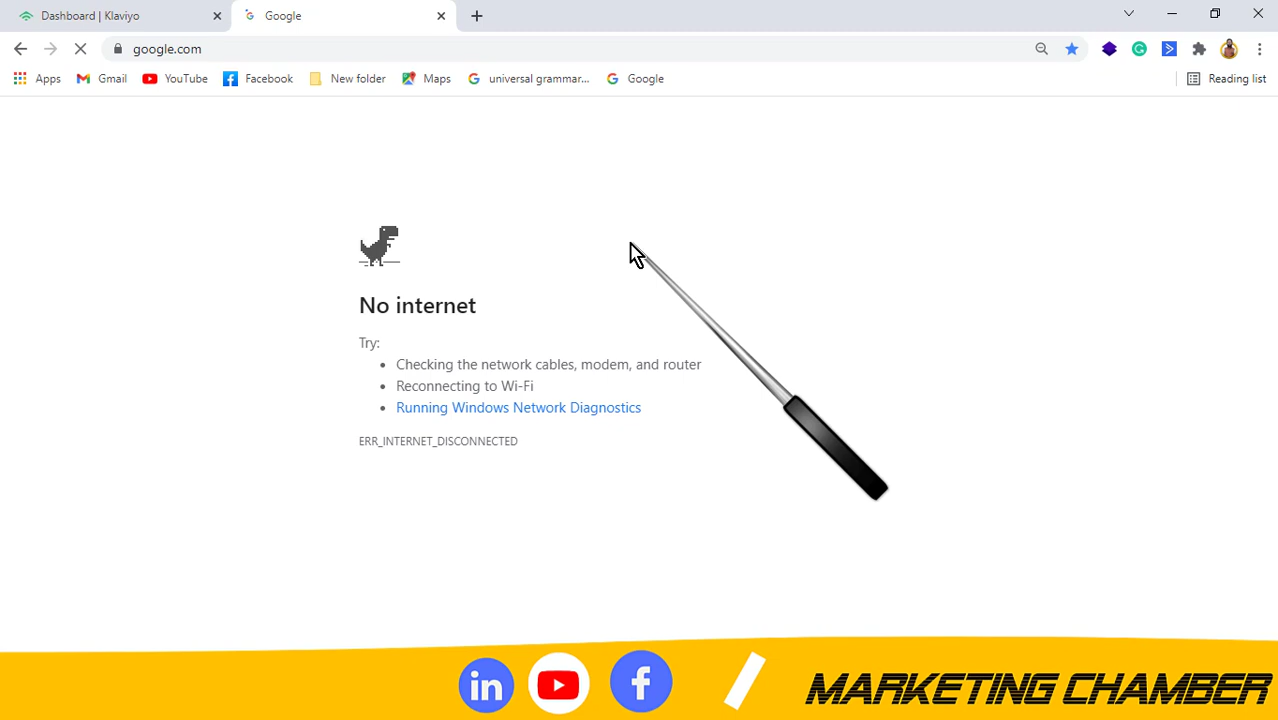 Dashboard | Klaviyo
Google
google.com
Apps
Gmail
YouTube
Facebook
New folder
Maps
universal grammar...
Google
Reading list
No internet
Try:
• Checking the network cables, modem, and router
• Reconnecting to Wi-Fi
• Running Windows Network Diagnostics
ERR_INTERNET_DISCONNECTED
in
f
MARKETING CHAMBER